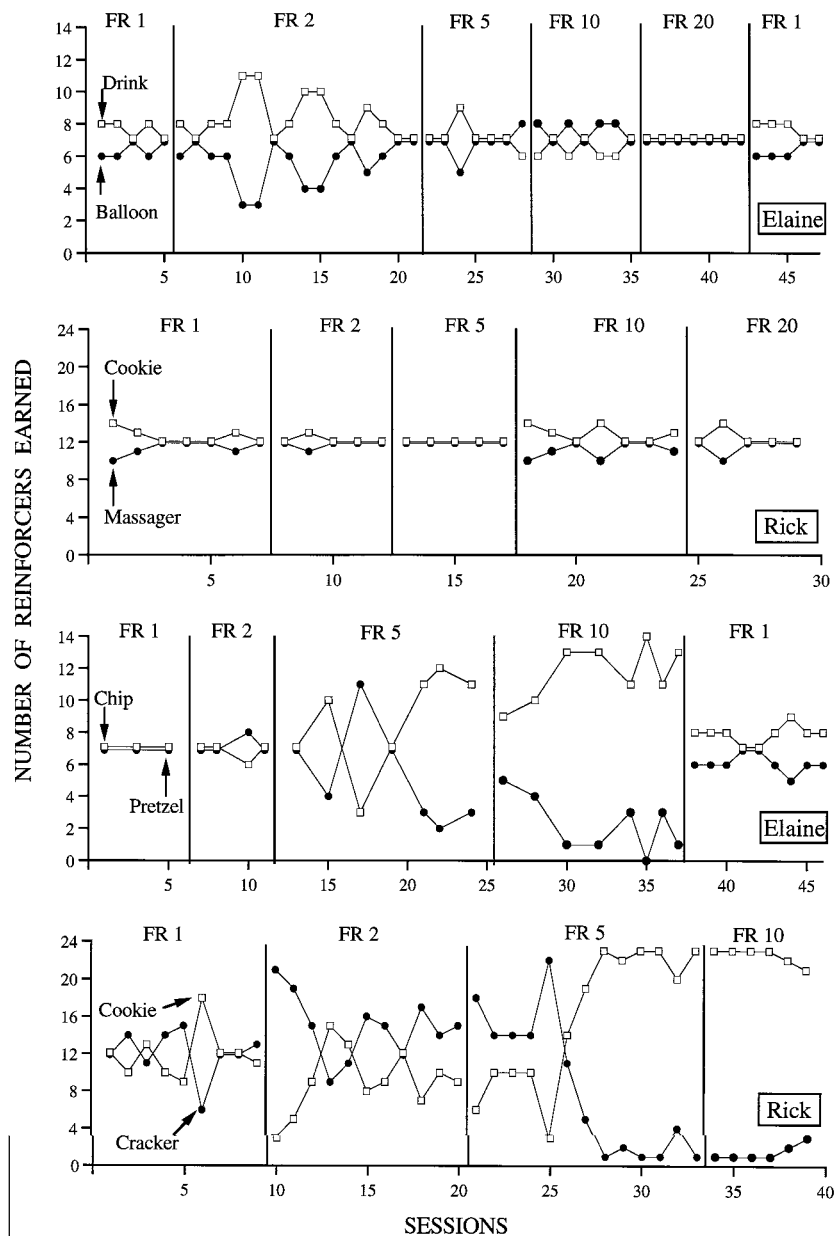 NUMBER OF REINFORCERS EARNED
FR 1 FR 2 FR 5 FR 10 FR 20 FR 1
14
12
10
8
6
4
2
0
Drink
Balloon
Elaine
5 10 15 20 25 30 35 40 45
FR 1 FR 2 FR 5 FR 10 FR 20
24
20
16
12
8
4
0
Cookie
Massager
Rick
5 10 15 20 25 30
FR 1 FR 2 FR 5 FR 10 FR 1
14
12
10
8
6
4
2
0
Chip
Pretzel
Elaine
5 10 15 20 25 30 35 40 45
FR 1 FR 2 FR 5 FR 10
24
20
16
12
8
4
0
Cookie
Cracker
Rick
5 10 15 20 25 30 35 40
SESSIONS